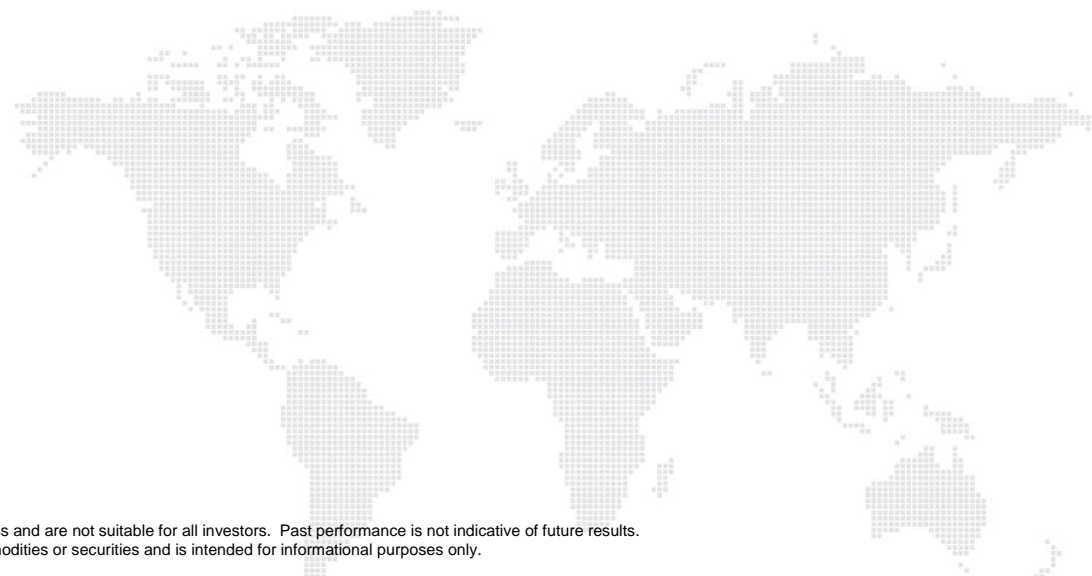 s and are not suitable for all investors.  Past performance is not indicative of future results.
odities or securities and is intended for informational purposes only.